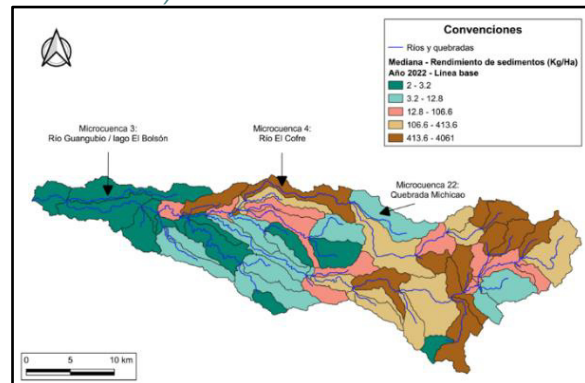 Convenciones
Ríos y quebradas
Mediana - Rendimiento de sedimentos (Kg/Ha)
Año 2022 - Línea base
2 - 3.2
3.2 - 12.8
12.8 - 106.6
106.6 - 413.6
413.6 - 4061
Microcuenca 3:
Río Guangubio / lago El Bolsón
Microcuenca 4:
Río El Cofre
Microcuenca 22:
Quebrada Michicao
0 5 10 km